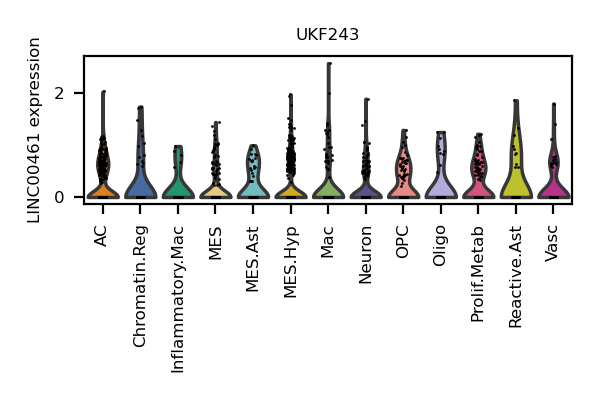 UKF243
LINC00461 expression
2
0
AC
Chromatin.Reg
Inflammatory.Mac
MES
MES.Ast
MES.Hyp
Mac
Neuron
OPC
Oligo
Prolif.Metab
Reactive.Ast
Vasc